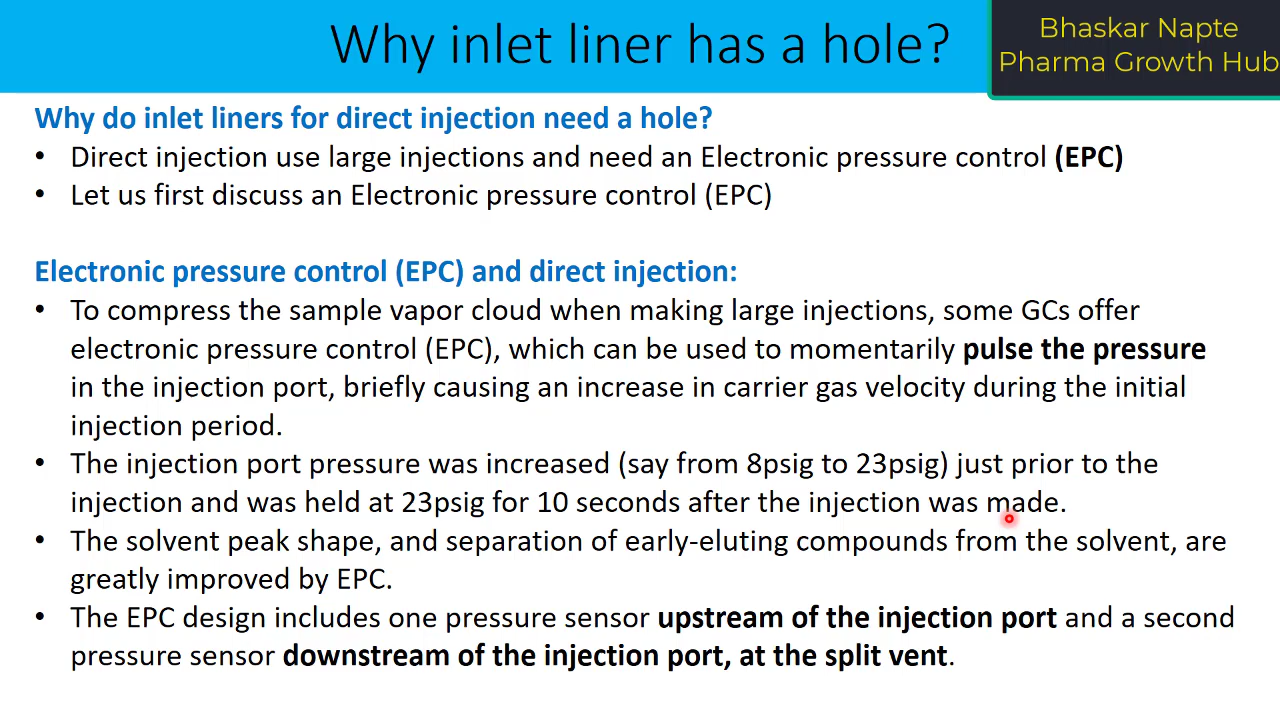 Why inlet liner has a hole?
Bhaskar Napte
Pharma Growth Hub
Why do inlet liners for direct injection need a hole?
• Direct injection use large injections and need an Electronic pressure control (EPC)
• Let us first discuss an Electronic pressure control (EPC)
Electronic pressure control (EPC) and direct injection:
• To compress the sample vapor cloud when making large injections, some GCs offer
electronic pressure control (EPC), which can be used to momentarily pulse the pressure
in the injection port, briefly causing an increase in carrier gas velocity during the initial
injection period.
• The injection port pressure was increased (say from 8psig to 23psig) just prior to the
injection and was held at 23psig for 10 seconds after the injection was made.
• The solvent peak shape, and separation of early-eluting compounds from the solvent, are
greatly improved by EPC.
• The EPC design includes one pressure sensor upstream of the injection port and a second
pressure sensor downstream of the injection port, at the split vent.